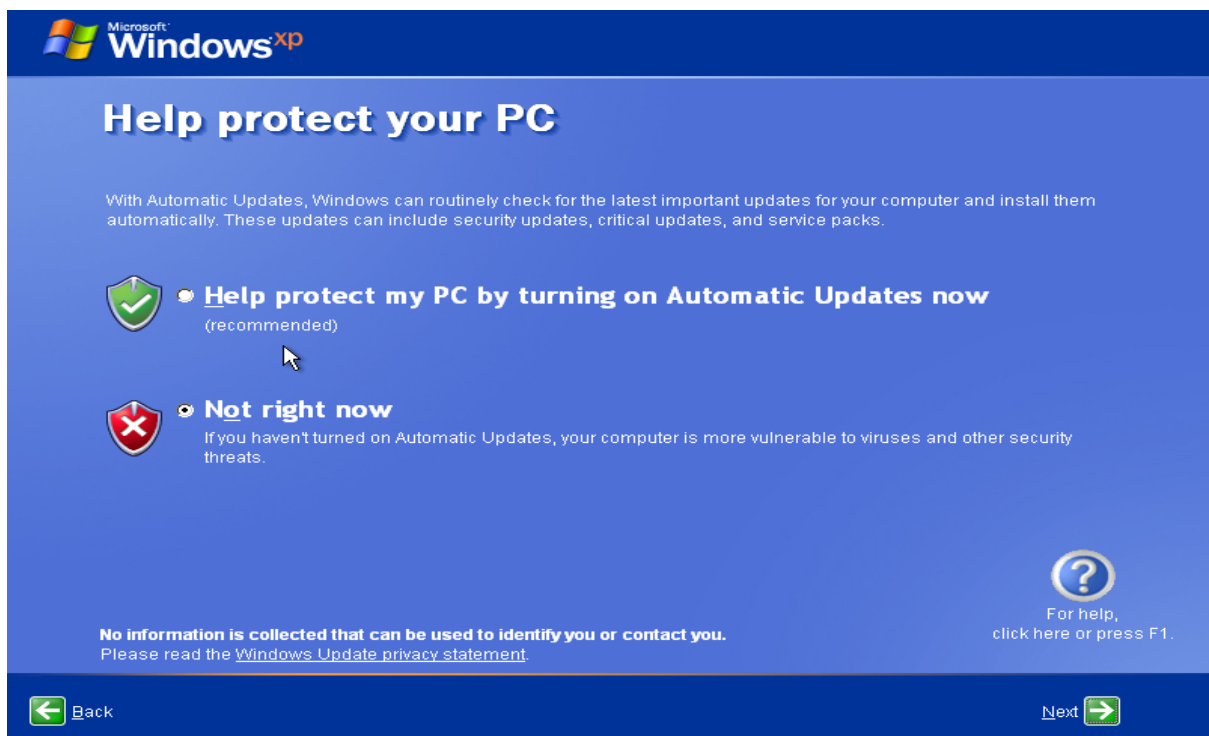 Microsoft
Windows xp
Help protect your PC
With Automatic Updates, Windows can routinely check for the latest important updates for your computer and install them
automatically. These updates can include security updates, critical updates, and service packs.
Help protect my PC by turning on Automatic Updates now
(recommended)
Not right now
If you haven't turned on Automatic Updates, your computer is more vulnerable to viruses and other security
threats.
For help,
click here or press F1.
No information is collected that can be used to identify you or contact you.
Please read the Windows Update privacy statement.
Back
Next